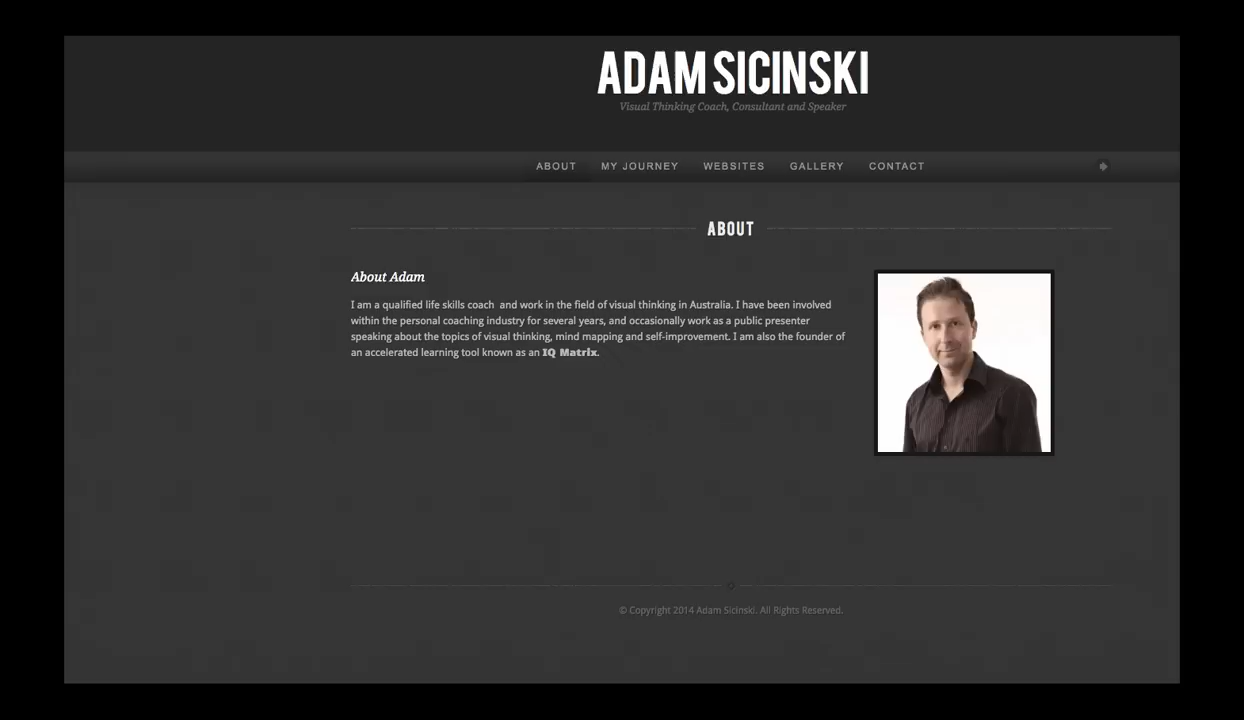 ADAM SICINSKI
Visual Thinking Coach, Consultant and Speaker
ABOUT MY JOURNEY WEBSITES GALLERY CONTACT
ABOUT
About Adam
I am a qualified life skills coach and work in the field of visual thinking in Australia. I have been involved
within the personal coaching industry for several years, and occasionally work as a public presenter
speaking about the topics of visual thinking, mind mapping and self-improvement. I am also the founder of
an accelerated learning tool known as an IQ Matrix.
© Copyright 2014 Adam Sicinski. All Rights Reserved.